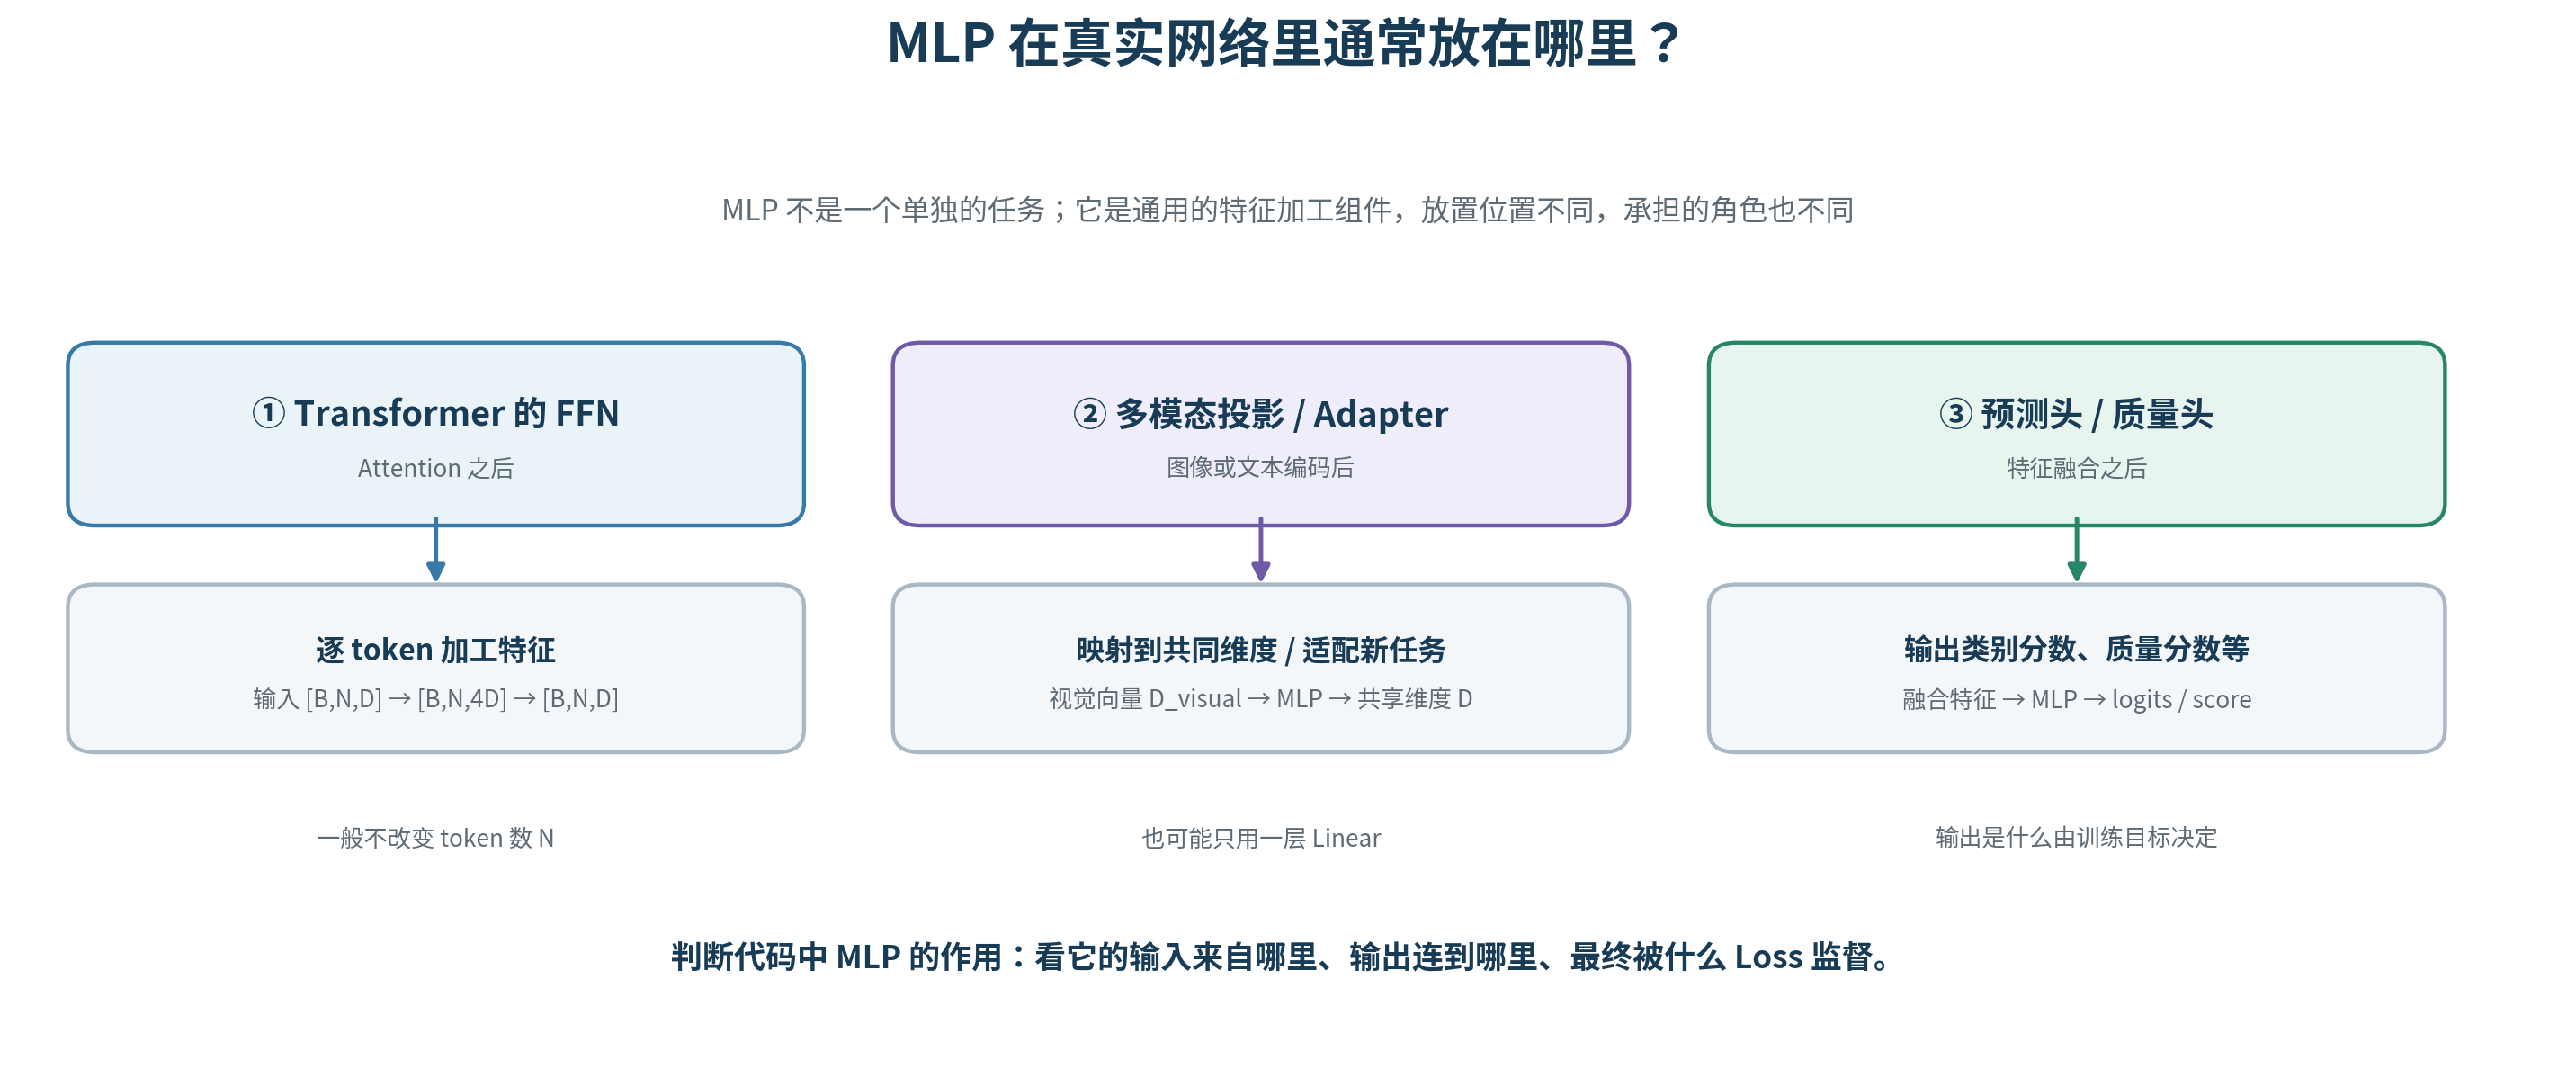 MLP 在真实网络里通常放在哪里？
MLP 不是一个单独的任务；它是通用的特征加工组件，放置位置不同，承担的角色也不同
① Transformer 的 FFN
Attention 之后
逐 token 加工特征
输入 [B,N,D] → [B,N,4D] → [B,N,D]
一般不改变 token 数 N
② 多模态投影 / Adapter
图像或文本编码后
映射到共同维度 / 适配新任务
视觉向量 D_visual → MLP → 共享维度 D
也可能只用一层 Linear
③ 预测头 / 质量头
特征融合之后
输出类别分数、质量分数等
融合特征 → MLP → logits / score
输出是什么由训练目标决定
判断代码中 MLP 的作用：看它的输入来自哪里、输出连到哪里、最终被什么 Loss 监督。